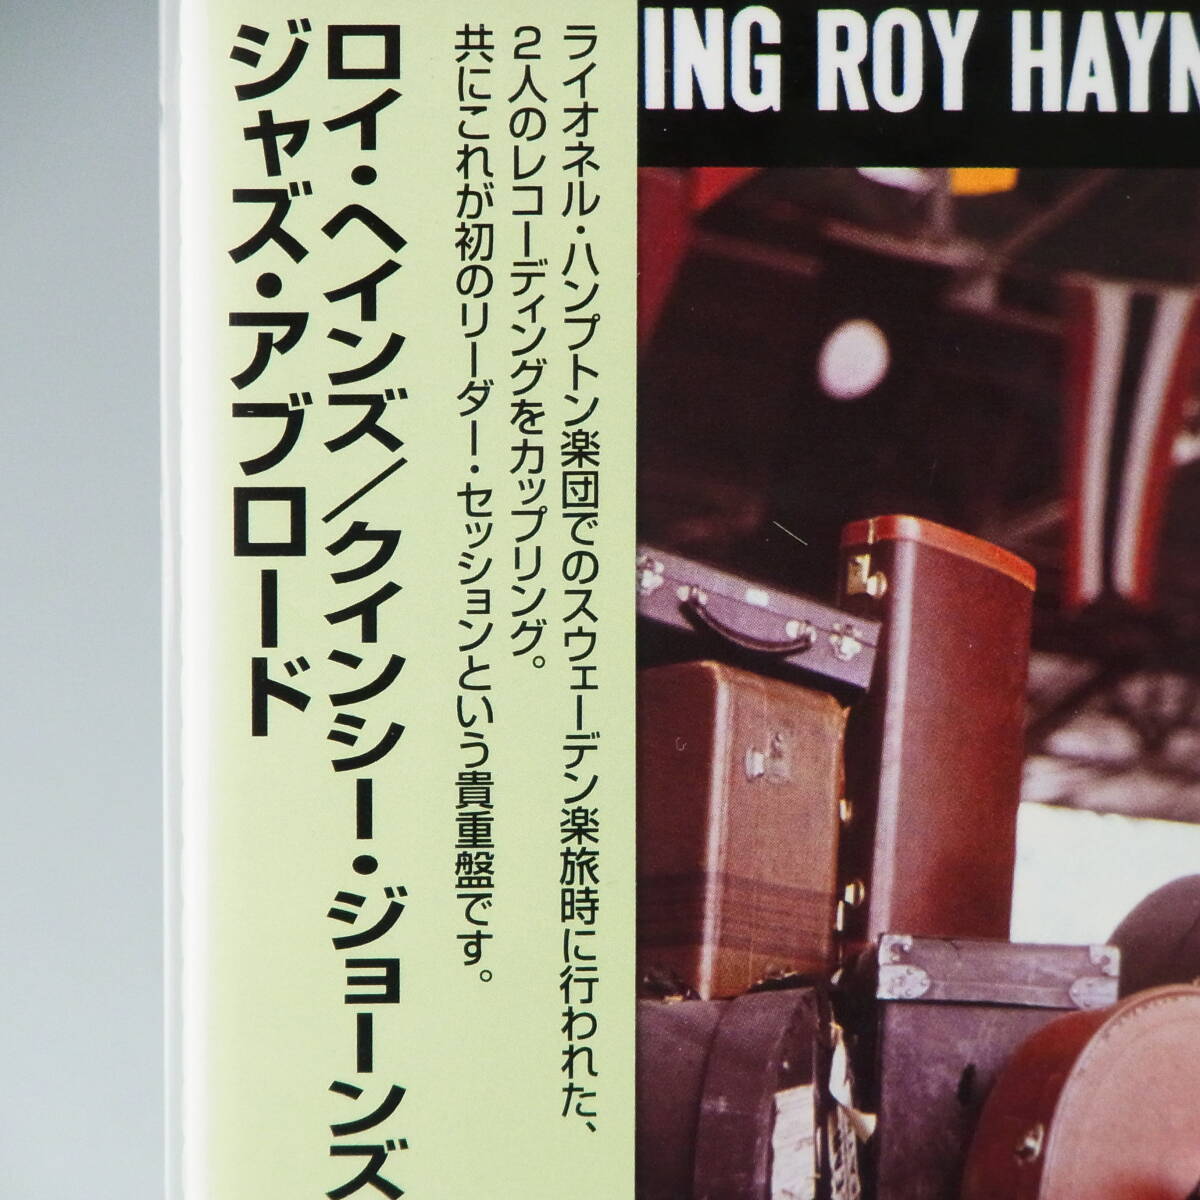 ING ROY HAYN
ライオネル・ハンプトン楽団でのスウェーデン楽旅時に行われた、
2人のレコーディングをカップリング。
共にこれが初のリーダー・セッションという貴重盤です。
ロイ・ヘインズ/クインシー・ジョーンズ
ジャズ・アブロード